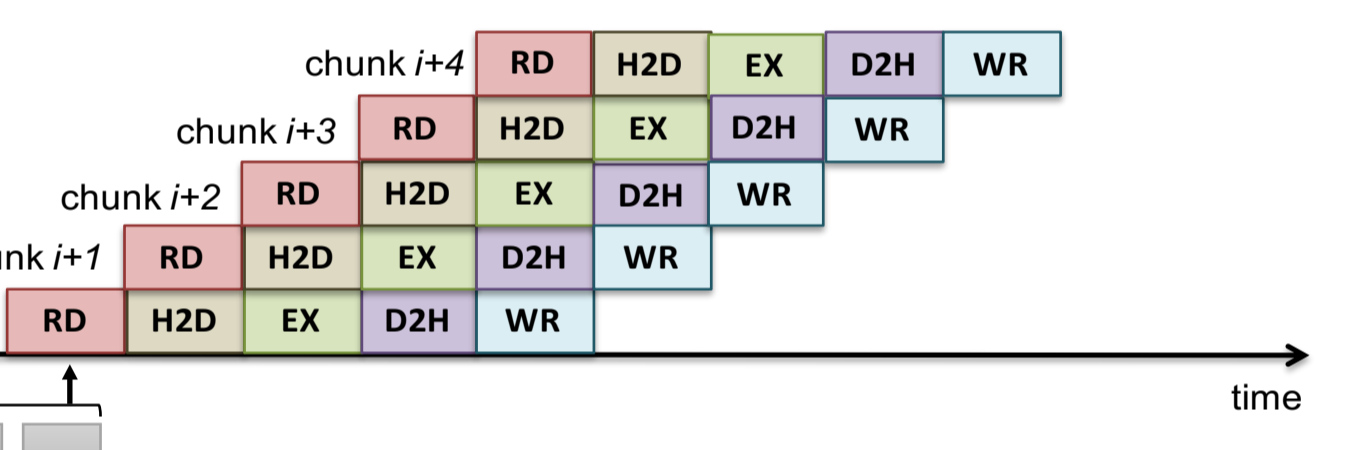 chunk i+4 RD H2D EX D2H WR
chunk i+3 RD H2D EX D2H WR
chunk i+2 RD H2D EX D2H WR
i+1 RD H2D EX D2H WR
RD H2D EX D2H WR
time